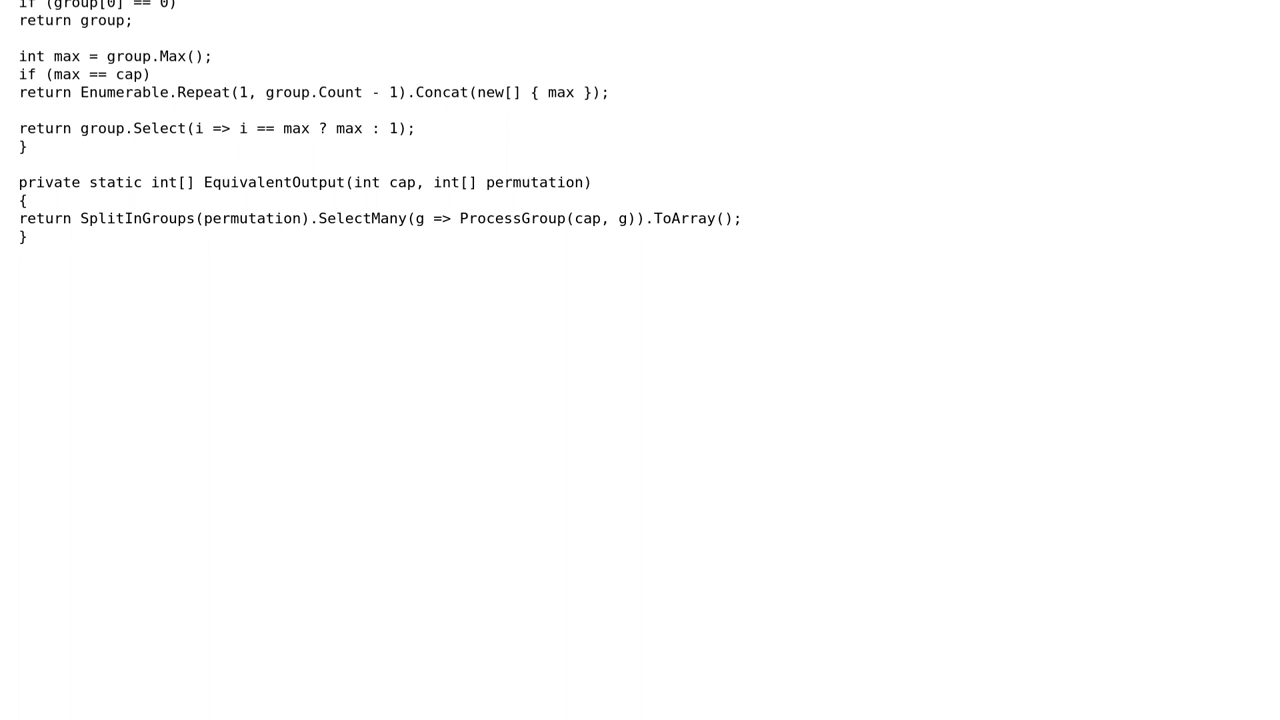 if (group[0] == 0)
return group;

int max = group.Max();
if (max == cap)
return Enumerable.Repeat(1, group.Count - 1).Concat(new[] { max });

return group.Select(i => i == max ? max : 1);
}

private static int[] EquivalentOutput(int cap, int[] permutation)
{
return SplitInGroups(permutation).SelectMany(g => ProcessGroup(cap, g)).ToArray();
}